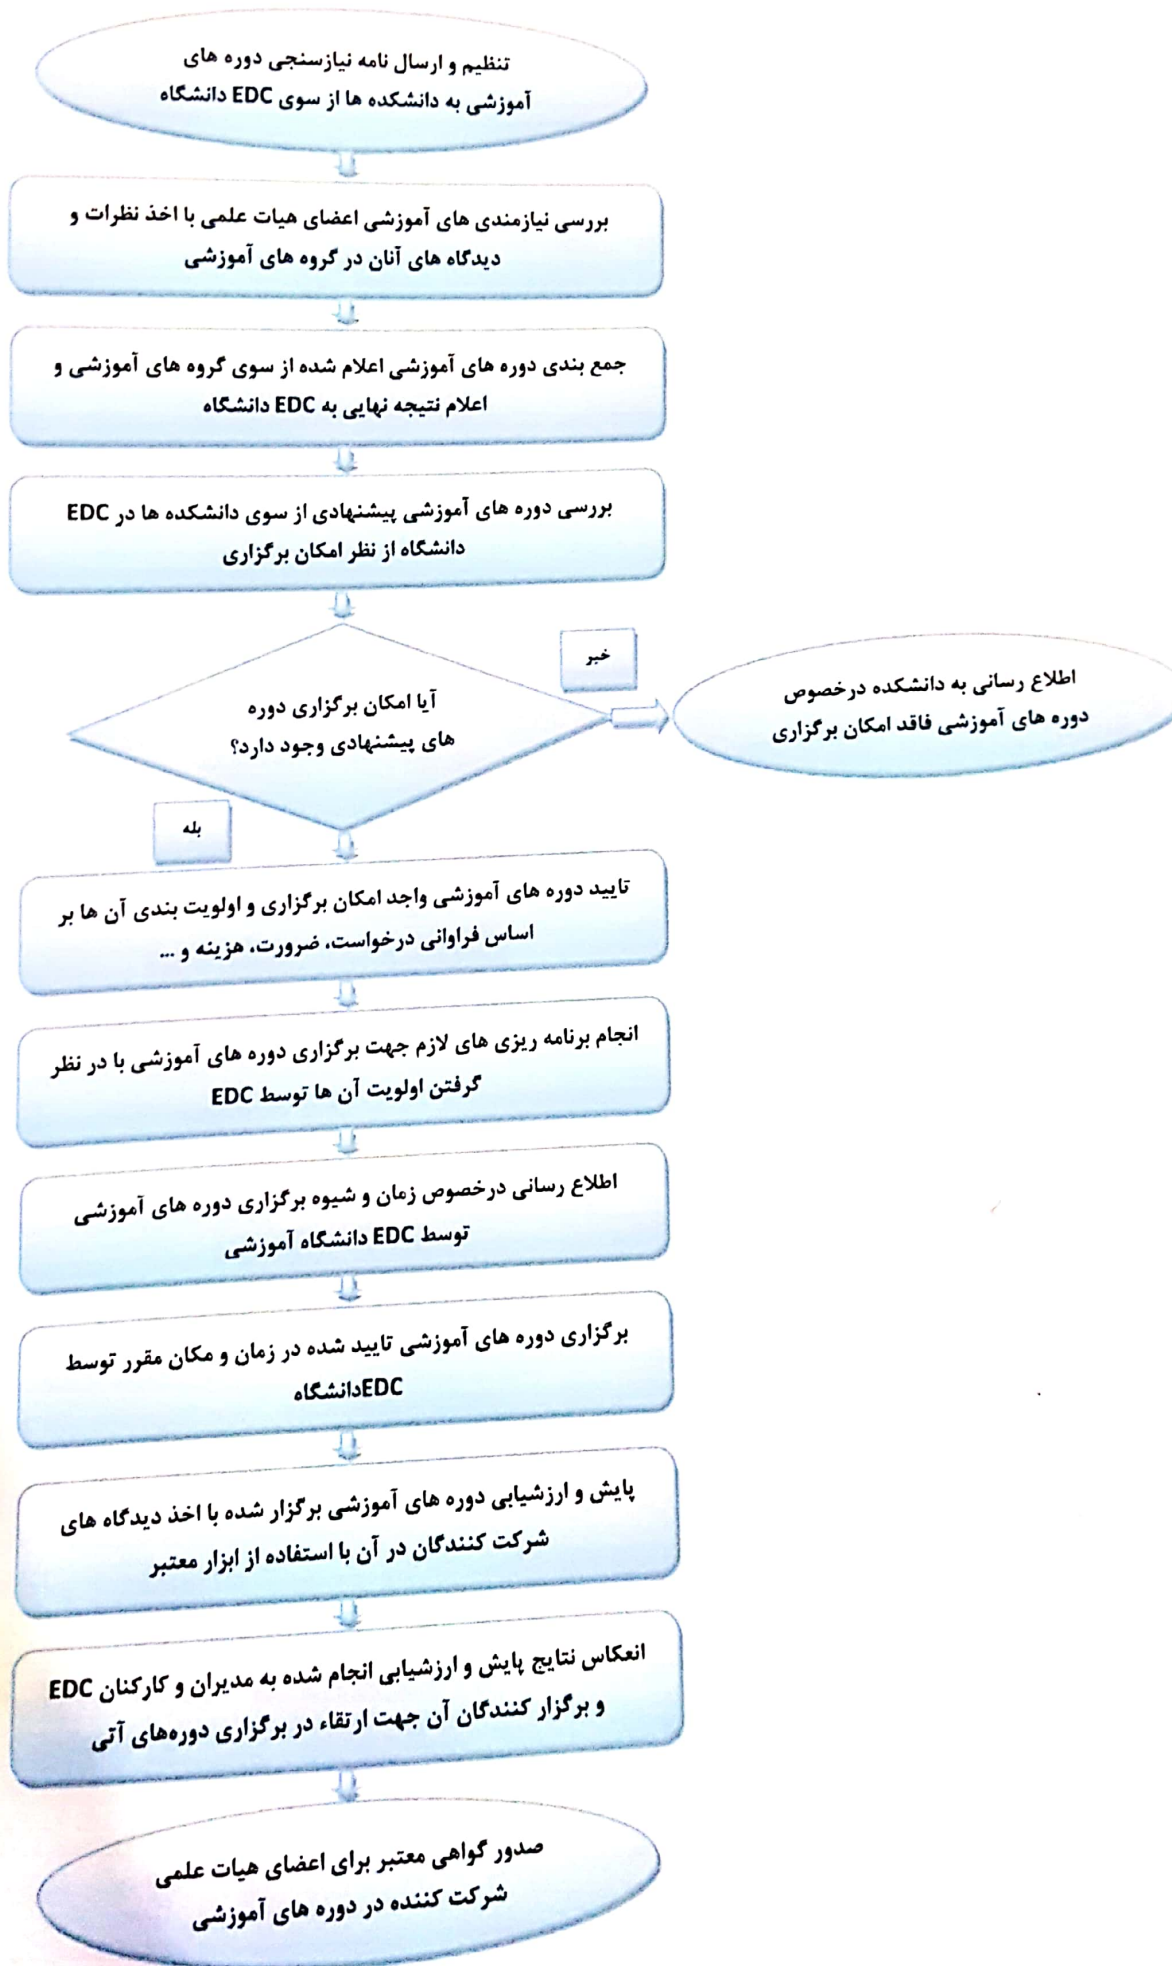 تنظیم و ارسال نامه نیازسنجی دوره های
آموزشی به دانشکده ها از سوی EDC دانشگاه
بررسی نیازمندی های آموزشی اعضای هیات علمی با اخذ نظرات و
دیدگاه های آنان در گروه های آموزشی
جمع بندی دوره های آموزشی اعلام شده از سوی گروه های آموزشی و
اعلام نتیجه نهایی به EDC دانشگاه
بررسی دوره های آموزشی پیشنهادی از سوی دانشکده ها در EDC
دانشگاه از نظر امکان برگزاری
آیا امکان برگزاری دوره
های پیشنهادی وجود دارد؟
خیر
اطلاع رسانی به دانشکده درخصوص
دوره های آموزشی فاقد امکان برگزاری
بله
تایید دوره های آموزشی واجد امکان برگزاری و اولویت بندی آن ها بر
اساس فراوانی درخواست، ضرورت، هزینه و ...
انجام برنامه ریزی های لازم جهت برگزاری دوره های آموزشی با در نظر
گرفتن اولویت آن ها توسط EDC
اطلاع رسانی درخصوص زمان و شیوه برگزاری دوره های آموزشی
توسط EDC دانشگاه آموزشی
برگزاری دوره های آموزشی تایید شده در زمان و مکان مقرر توسط
EDCدانشگاه
پایش و ارزشیابی دوره های آموزشی برگزار شده با اخذ دیدگاه های
شرکت کنندگان در آن با استفاده از ابزار معتبر
انعکاس نتایج پایش و ارزشیابی انجام شده به مدیران و کارکنان EDC
و برگزار کنندگان آن جهت ارتقاء در برگزاری دوره‌های آتی
صدور گواهی معتبر برای اعضای هیات علمی
شرکت کننده در دوره های آموزشی